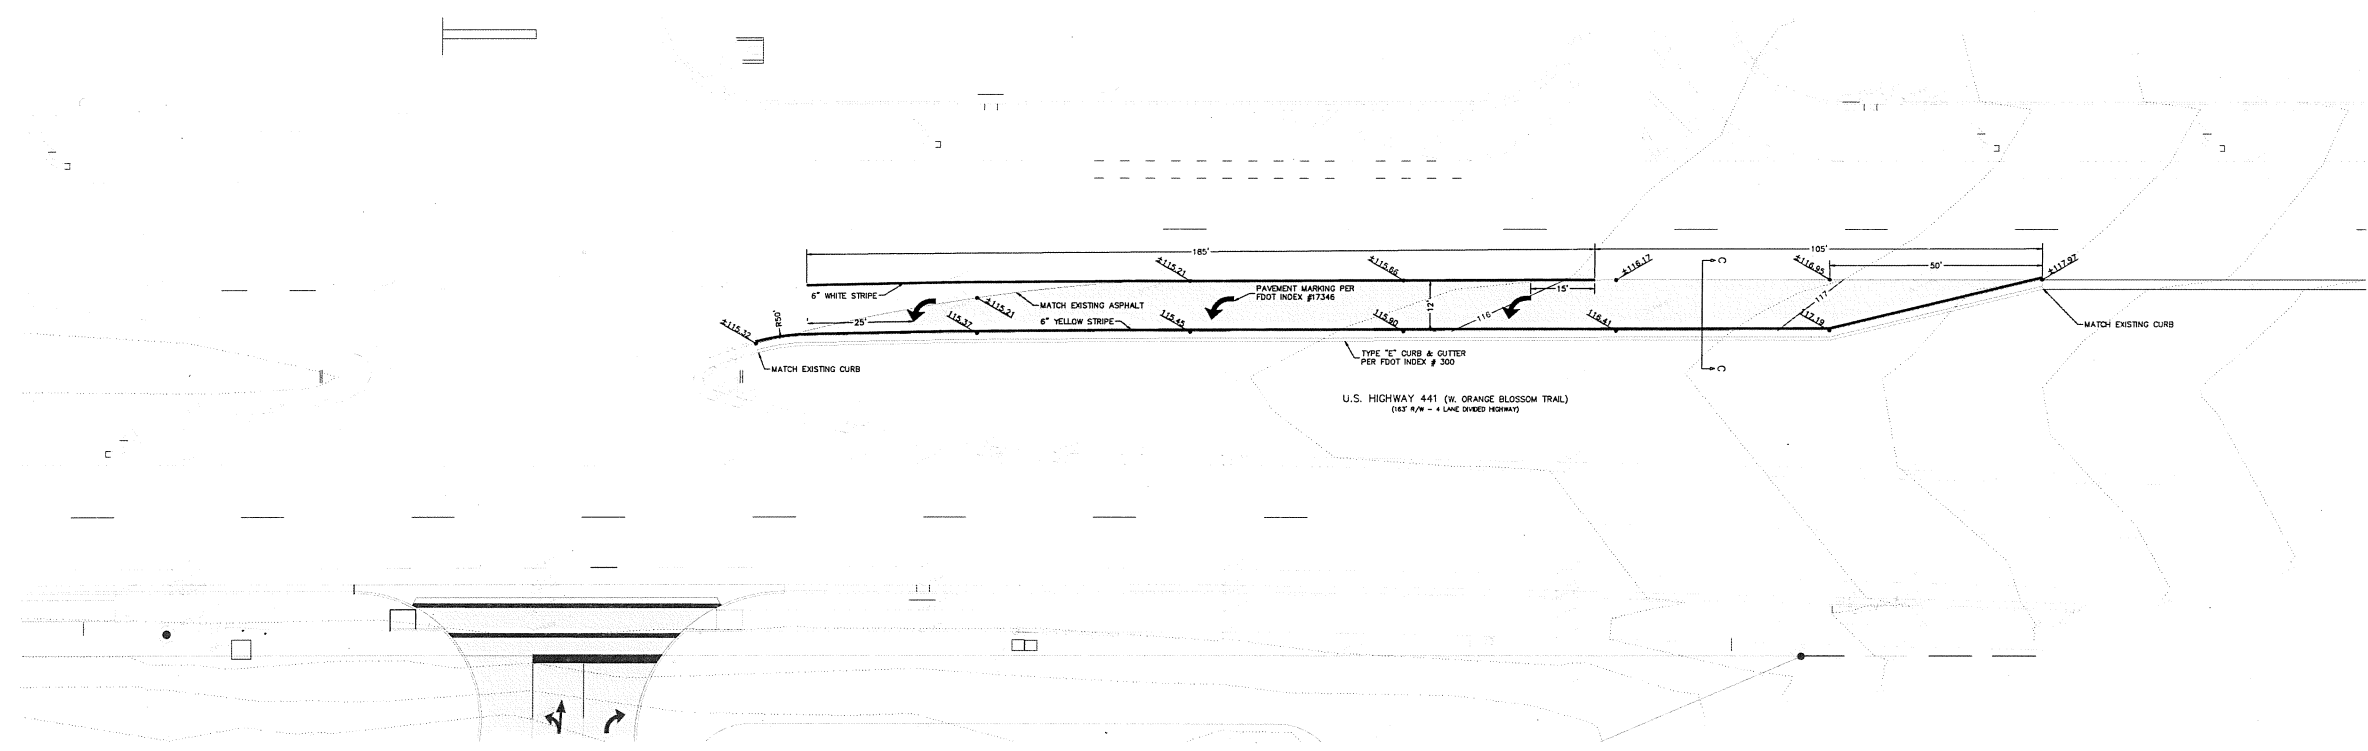 185'
105'
50'
±115.21
±115.66
±116.17
±116.95
±117.97
6" WHITE STRIPE
MATCH EXISTING ASPHALT
PAVEMENT MARKING PER
FDOT INDEX #17346
15'
12'
117
116
25'
R50'
±115.32
±115.21
115.37
6" YELLOW STRIPE
115.45
115.90
116.41
117.19
MATCH EXISTING CURB
MATCH EXISTING CURB
TYPE "E" CURB & GUTTER
PER FDOT INDEX # 300
C
C
U.S. HIGHWAY 441 (W. ORANGE BLOSSOM TRAIL)
(163' R/W - 4 LANE DIVIDED HIGHWAY)